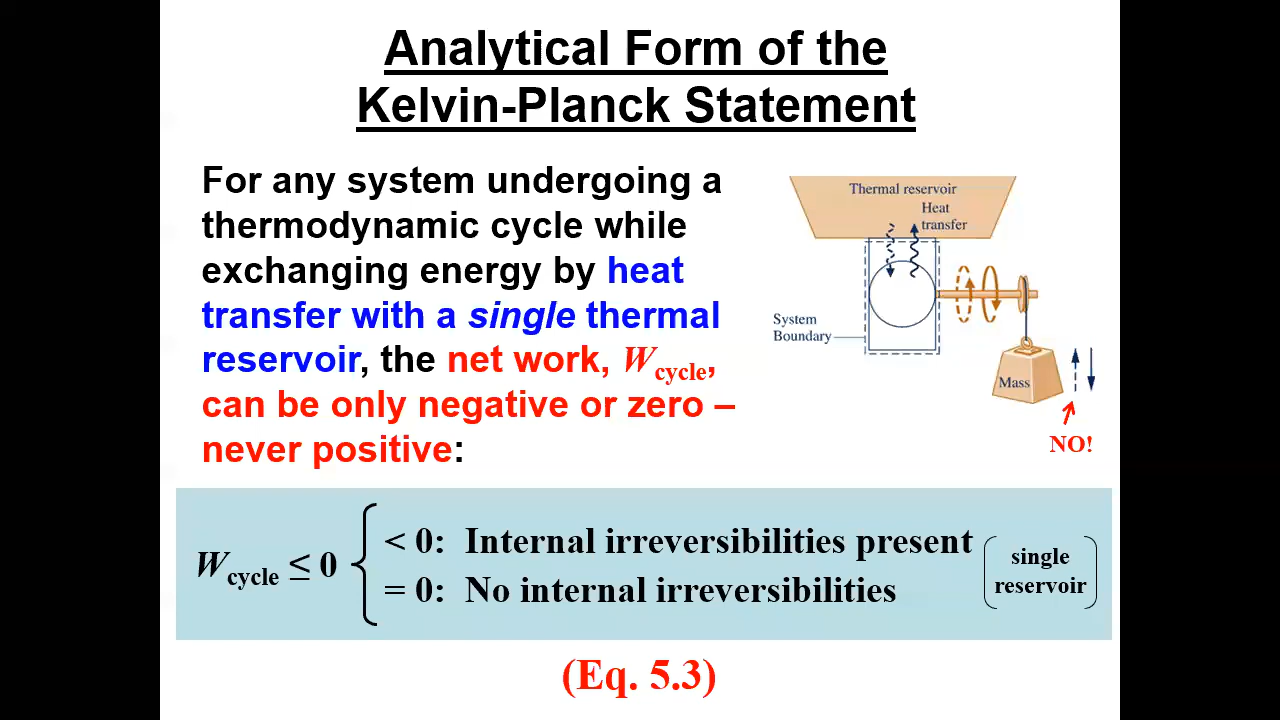 Analytical Form of the
Kelvin-Planck Statement
For any system undergoing a
thermodynamic cycle while
exchanging energy by heat
transfer with a single thermal
reservoir, the net work, Wcycle,
can be only negative or zero –
never positive:
Thermal reservoir
Heat
transfer
System
Boundary
Mass
NO!
Wcycle ≤ 0
< 0: Internal irreversibilities present
= 0: No internal irreversibilities
single
reservoir
(Eq. 5.3)